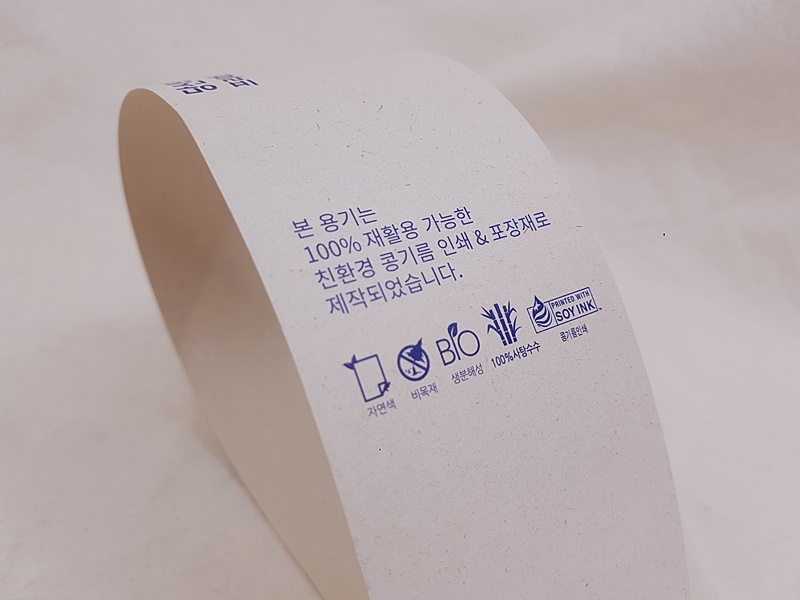 본 용기는
100% 재활용 가능한
친환경 콩기름 인쇄 & 포장재로
제작되었습니다.
BIO
PRINTED WITH
SOY INK
자연색
비목재
생분해성
100%사탕수수
콩기름인쇄